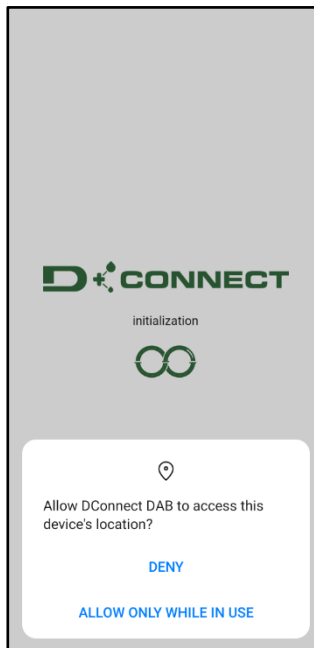 D+CONNECT
initialization
Allow DConnect DAB to access this
device's location?
DENY
ALLOW ONLY WHILE IN USE